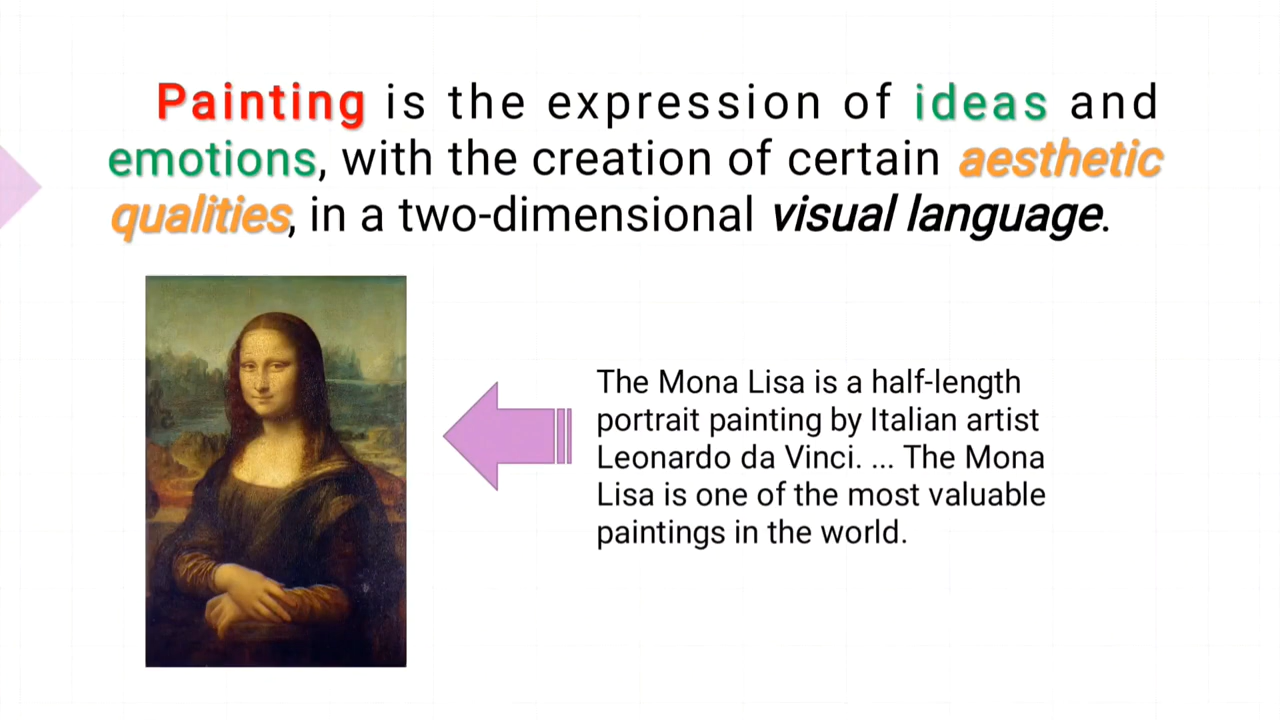 Painting is the expression of ideas and
emotions, with the creation of certain aesthetic
qualities, in a two-dimensional visual language.
The Mona Lisa is a half-length
portrait painting by Italian artist
Leonardo da Vinci. ... The Mona
Lisa is one of the most valuable
paintings in the world.